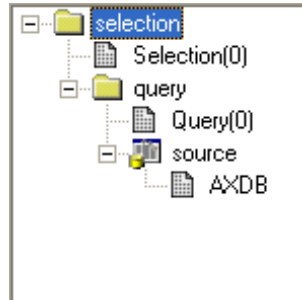 selection
Selection(0)
query
Query(0)
source
AXDB